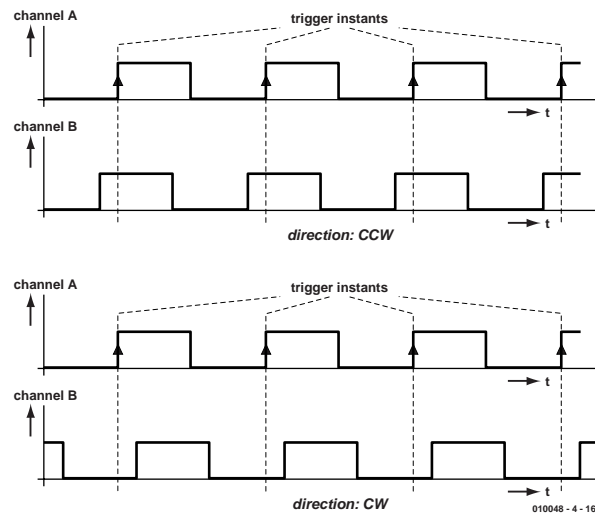 channel A
trigger instants
t
channel B
t
direction: CCW
channel A
trigger instants
t
channel B
t
direction: CW
010048 - 4 - 16